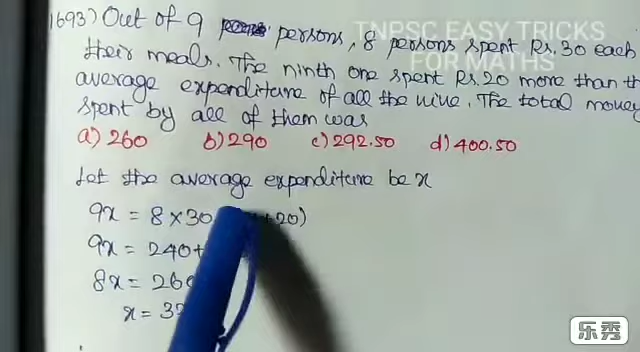 1693) Out of 9 persons, 8 persons spent Rs. 30 each
their meals. The ninth one spent Rs. 20 more than th
average expenditure of all the nine. The total money
spent by all of them was
a) 260 b) 290 c) 292.50 d) 400.50
Let the average expenditure be x
9x = 8 × 30 +20)
9x = 240+
8x = 260
x = 32
TNPSC EASY TRICKS
FOR MATHS
乐秀